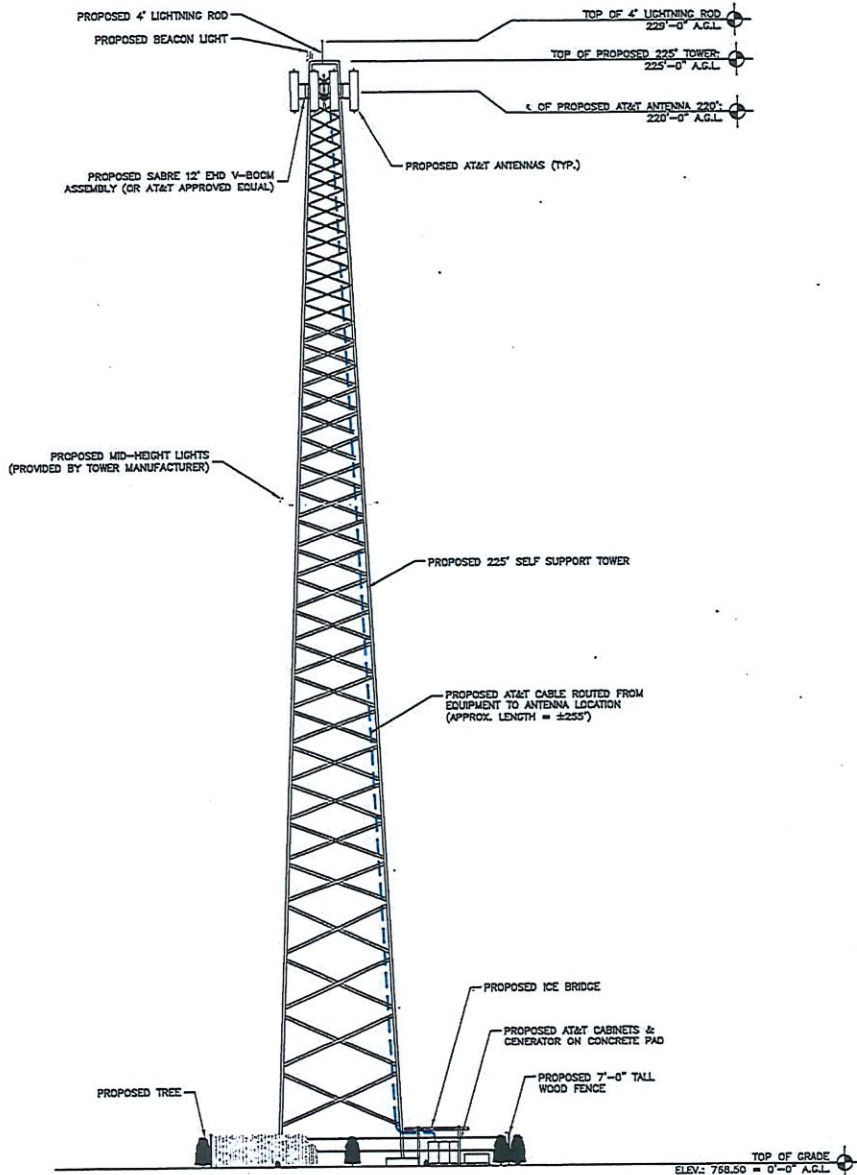 PROPOSED 4' LIGHTNING ROD
TOP OF 4' LIGHTNING ROD
229'-0" A.G.L.
PROPOSED BEACON LIGHT
TOP OF PROPOSED 225' TOWER:
225'-0" A.G.L.
℄ OF PROPOSED AT&T ANTENNA 220':
220'-0" A.G.L.
PROPOSED AT&T ANTENNAS (TYP.)
PROPOSED SABRE 12' EHD V-BOOM
ASSEMBLY (OR AT&T APPROVED EQUAL)
PROPOSED MID-HEIGHT LIGHTS
(PROVIDED BY TOWER MANUFACTURER)
PROPOSED 225' SELF SUPPORT TOWER
PROPOSED AT&T CABLE ROUTED FROM
EQUIPMENT TO ANTENNA LOCATION
(APPROX. LENGTH = ±255')
PROPOSED ICE BRIDGE
PROPOSED AT&T CABINETS &
GENERATOR ON CONCRETE PAD
PROPOSED TREE
PROPOSED 7'-0" TALL
WOOD FENCE
TOP OF GRADE
ELEV.: 758.50 = 0'-0" A.G.L.